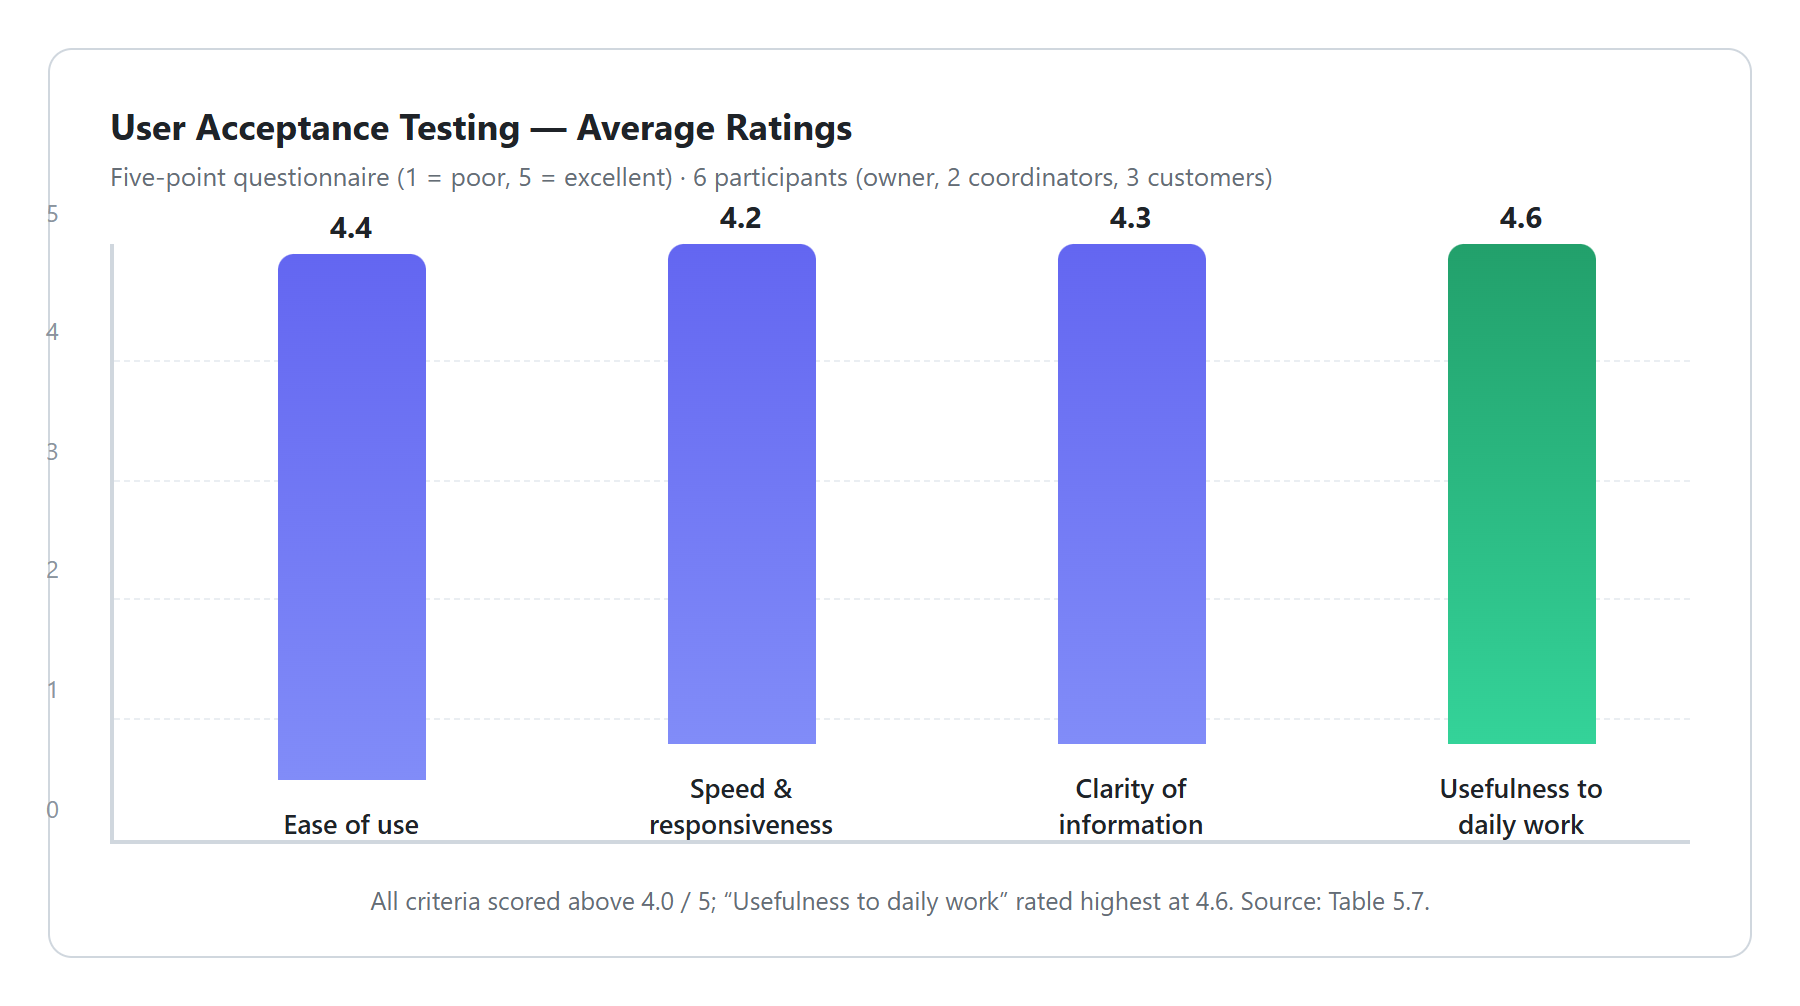 User Acceptance Testing — Average Ratings
Five-point questionnaire (1 = poor, 5 = excellent) · 6 participants (owner, 2 coordinators, 3 customers)
5
4.4
4.2
4.3
4.6
4
3
2
1
0
Ease of use
Speed &
responsiveness
Clarity of
information
Usefulness to
daily work
All criteria scored above 4.0 / 5; “Usefulness to daily work” rated highest at 4.6. Source: Table 5.7.